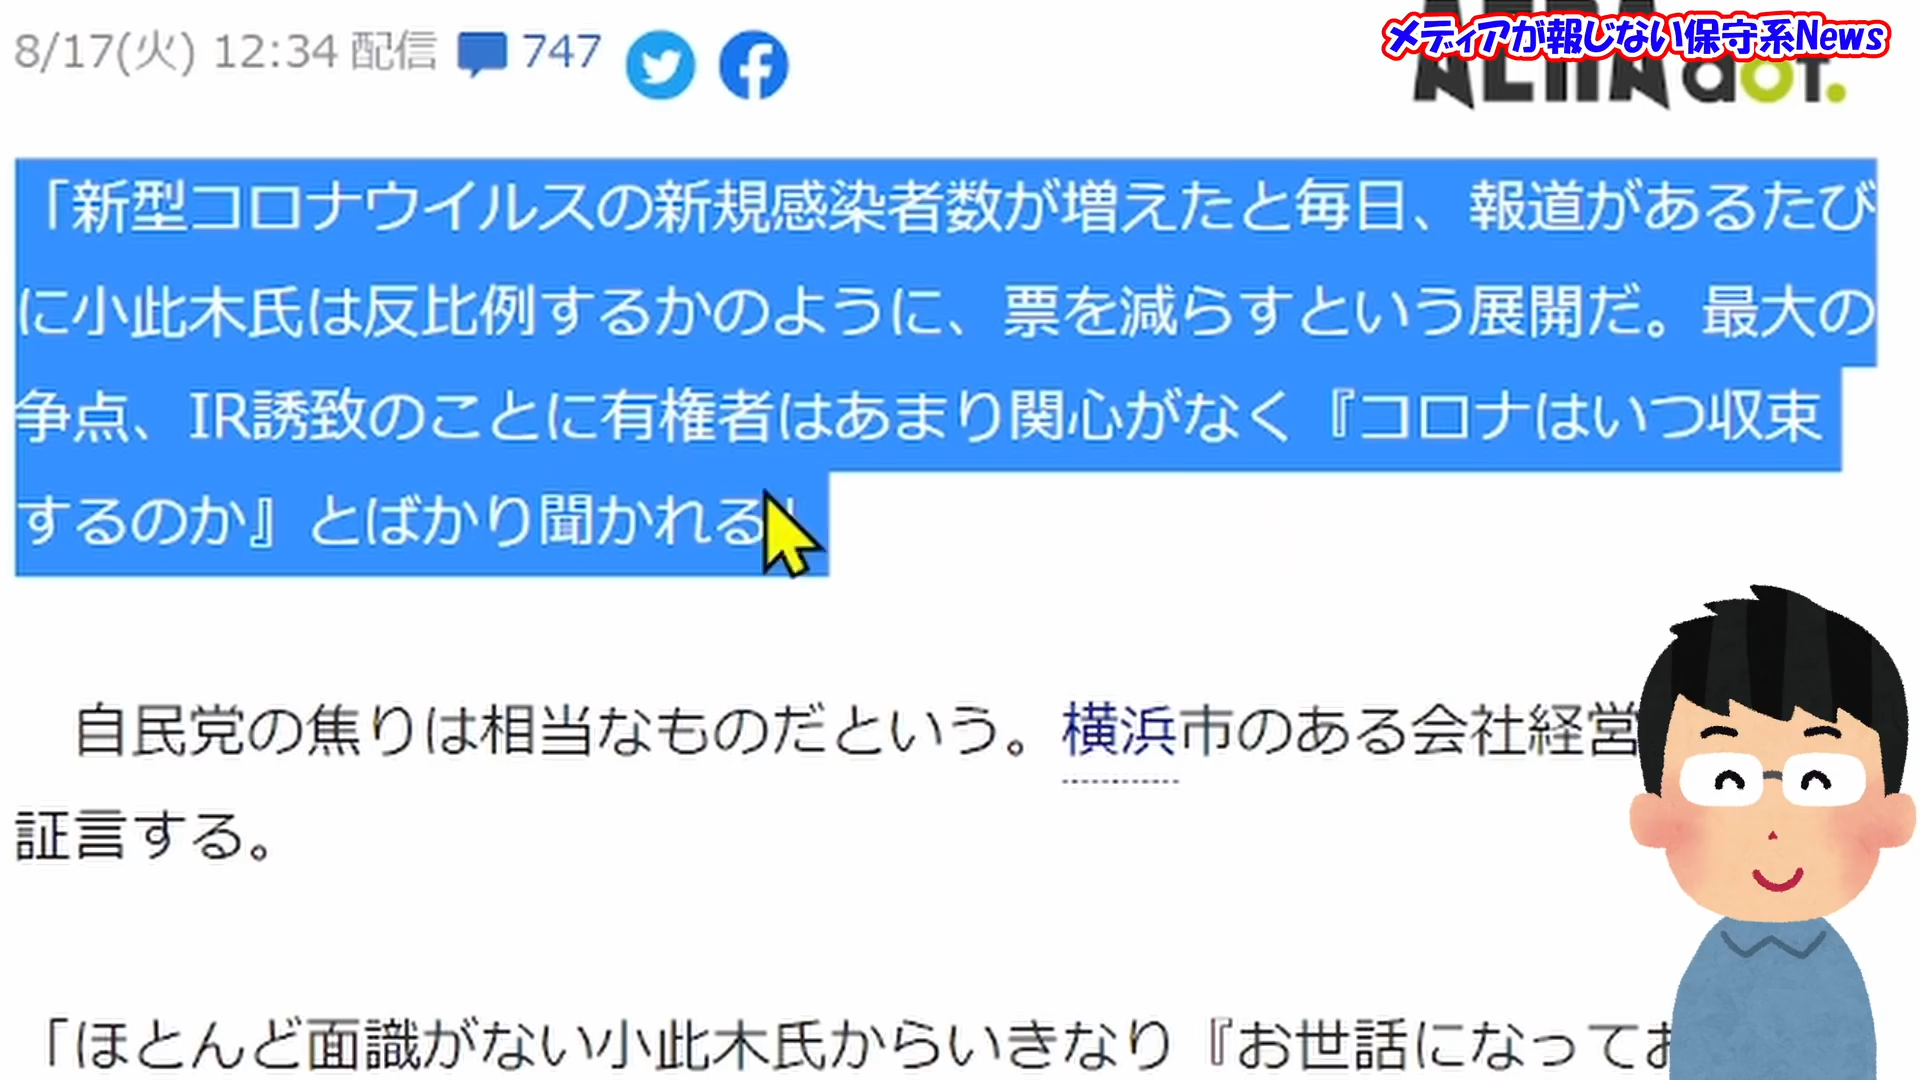 8/17(火) 12:34 配信 747
メディアが報じない保守系News
AERA dot.
「新型コロナウイルスの新規感染者数が増えたと毎日、報道があるたび
に小此木氏は反比例するかのように、票を減らすという展開だ。最大の
争点、IR誘致のことに有権者はあまり関心がなく『コロナはいつ収束
するのか』とばかり聞かれる」
自民党の焦りは相当なものだという。横浜市のある会社経営
証言する。
「ほとんど面識がない小此木氏からいきなり『お世話になって